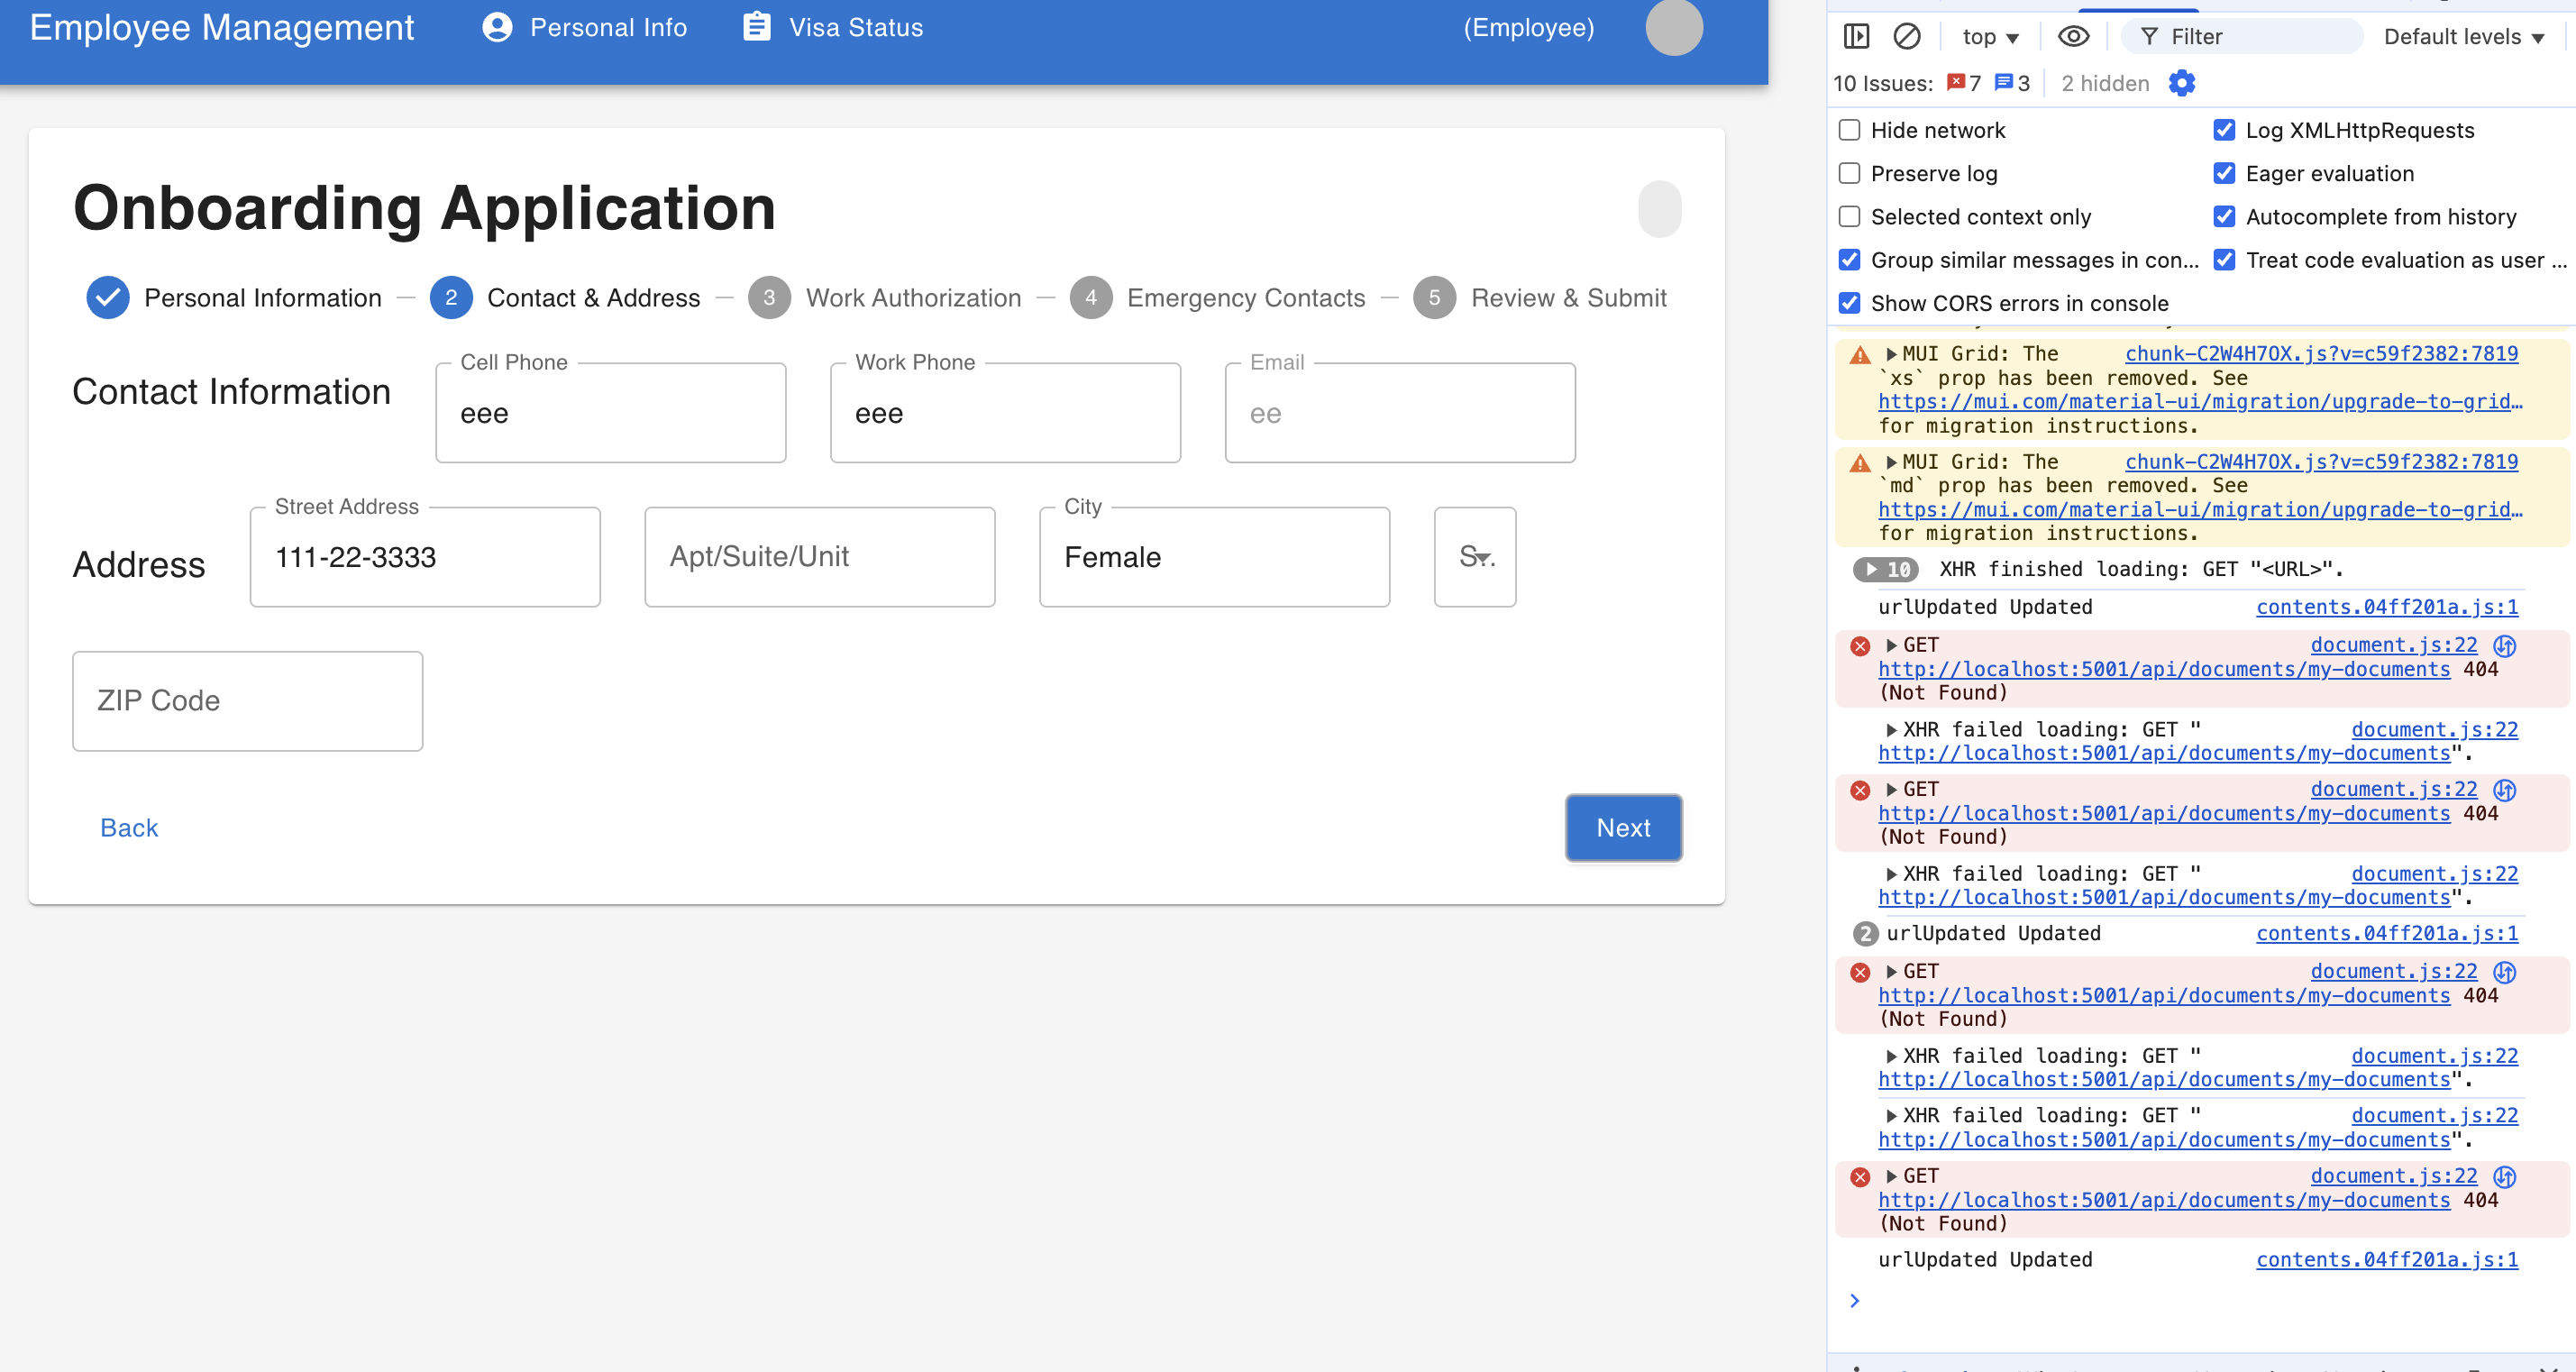 Employee Management
Personal Info
Visa Status
(Employee)
Onboarding Application
Personal Information
2 Contact & Address
3 Work Authorization
4 Emergency Contacts
5 Review & Submit
Contact Information
Cell Phone
eee
Work Phone
eee
Email
ee
Address
Street Address
111-22-3333
Apt/Suite/Unit
City
Female
S...
ZIP Code
Back
Next
top
Filter
Default levels
10 Issues: 7 3
2 hidden
Hide network
Log XMLHttpRequests
Preserve log
Eager evaluation
Selected context only
Autocomplete from history
Group similar messages in con...
Treat code evaluation as user ...
Show CORS errors in console
MUI Grid: The chunk-C2W4H7OX.js?v=c59f2382:7819
`xs` prop has been removed. See
https://mui.com/material-ui/migration/upgrade-to-grid…
for migration instructions.
MUI Grid: The chunk-C2W4H7OX.js?v=c59f2382:7819
`md` prop has been removed. See
https://mui.com/material-ui/migration/upgrade-to-grid…
for migration instructions.
10 XHR finished loading: GET "<URL>".
urlUpdated Updated contents.04ff201a.js:1
GET document.js:22
http://localhost:5001/api/documents/my-documents 404
(Not Found)
XHR failed loading: GET " document.js:22
http://localhost:5001/api/documents/my-documents".
GET document.js:22
http://localhost:5001/api/documents/my-documents 404
(Not Found)
XHR failed loading: GET " document.js:22
http://localhost:5001/api/documents/my-documents".
2 urlUpdated Updated contents.04ff201a.js:1
GET document.js:22
http://localhost:5001/api/documents/my-documents 404
(Not Found)
XHR failed loading: GET " document.js:22
http://localhost:5001/api/documents/my-documents".
XHR failed loading: GET " document.js:22
http://localhost:5001/api/documents/my-documents".
GET document.js:22
http://localhost:5001/api/documents/my-documents 404
(Not Found)
urlUpdated Updated contents.04ff201a.js:1